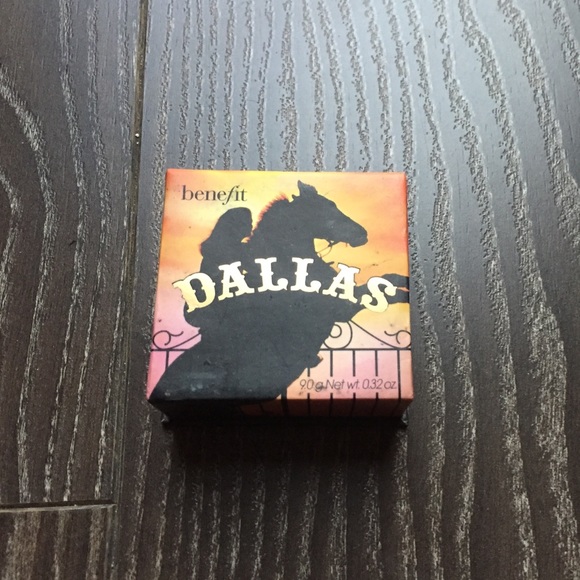 benefit
DALLAS
9.0 g Net wt. 0.32 oz.